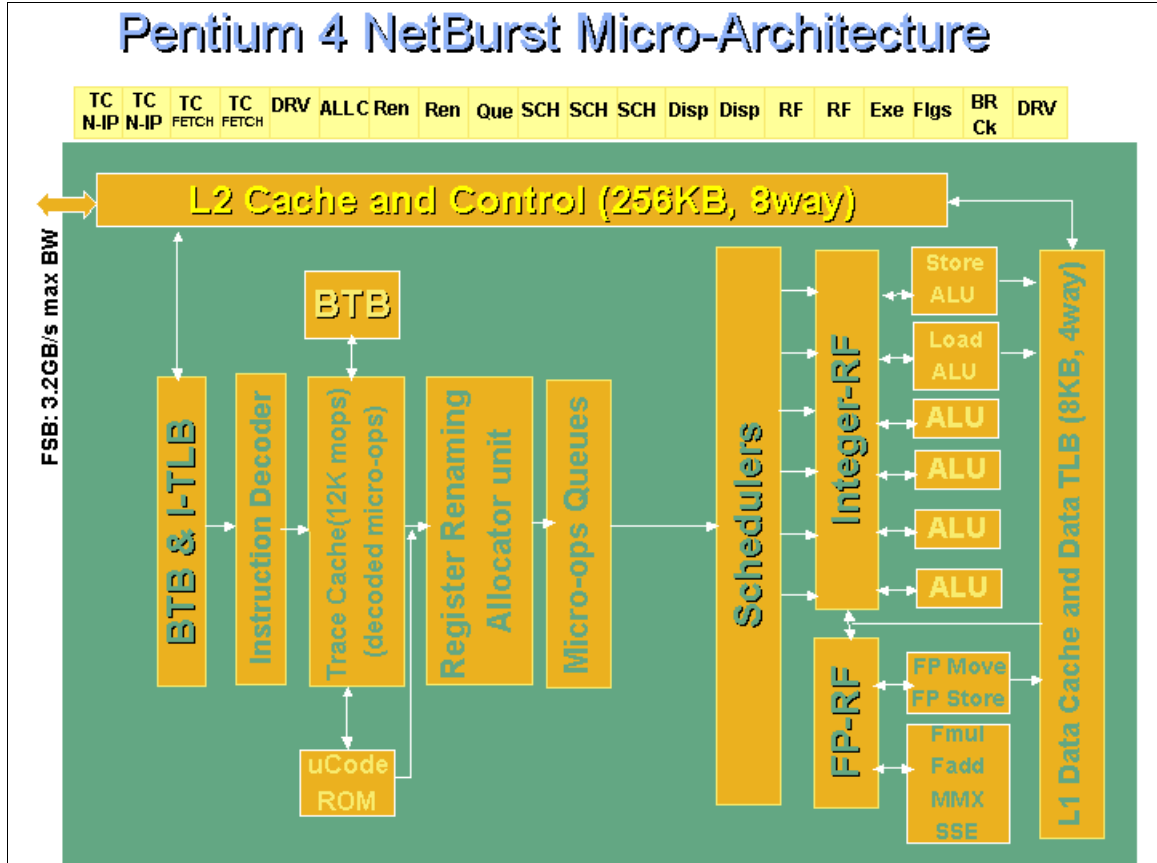 Pentium 4 NetBurst Micro-Architecture
TC N-IP
TC N-IP
TC FETCH
TC FETCH
DRV
ALLC
Ren
Ren
Que
SCH
SCH
SCH
Disp
Disp
RF
RF
Exe
Flgs
BR Ck
DRV
L2 Cache and Control (256KB, 8way)
FSB: 3.2GB/s max BW
BTB
BTB & I-TLB
Instruction Decoder
Trace Cache(12K mops)
(decoded micro-ops)
Register Renaming
Allocator unit
Micro-ops Queues
uCode
ROM
Schedulers
Integer-RF
FP-RF
Store
ALU
Load
ALU
ALU
ALU
ALU
ALU
FP Move
FP Store
Fmul
Fadd
MMX
SSE
L1 Data Cache and Data TLB (8KB, 4way)